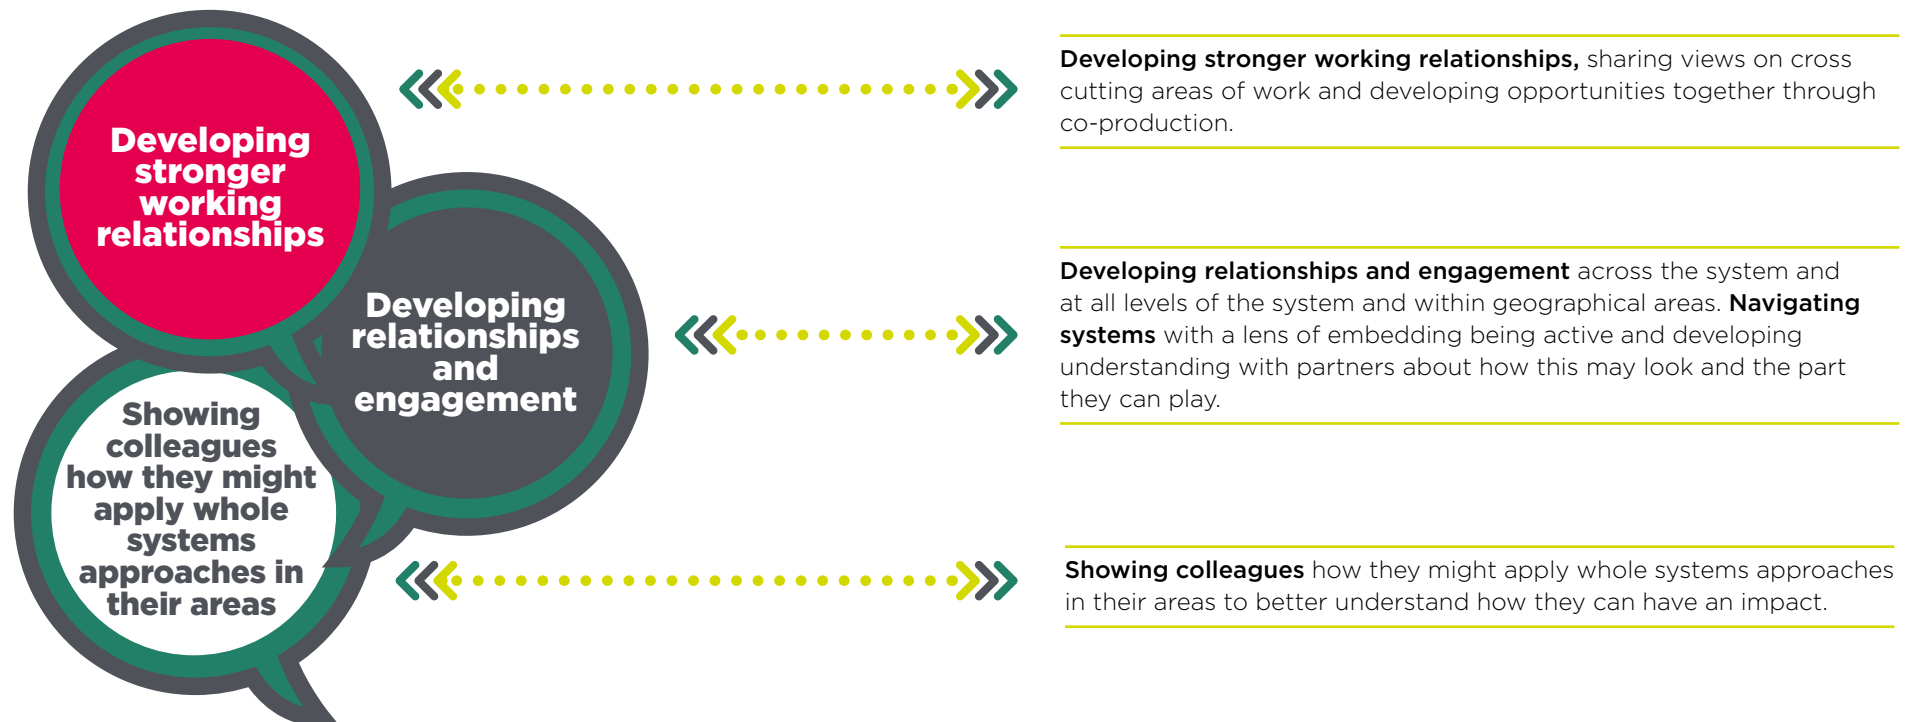 Developing
stronger
working
relationships
Developing stronger working relationships, sharing views on cross
cutting areas of work and developing opportunities together through
co-production.
Developing
relationships
and
engagement
Developing relationships and engagement across the system and
at all levels of the system and within geographical areas. Navigating
systems with a lens of embedding being active and developing
understanding with partners about how this may look and the part
they can play.
Showing
colleagues
how they might
apply whole
systems
approaches in
their areas
Showing colleagues how they might apply whole systems approaches
in their areas to better understand how they can have an impact.